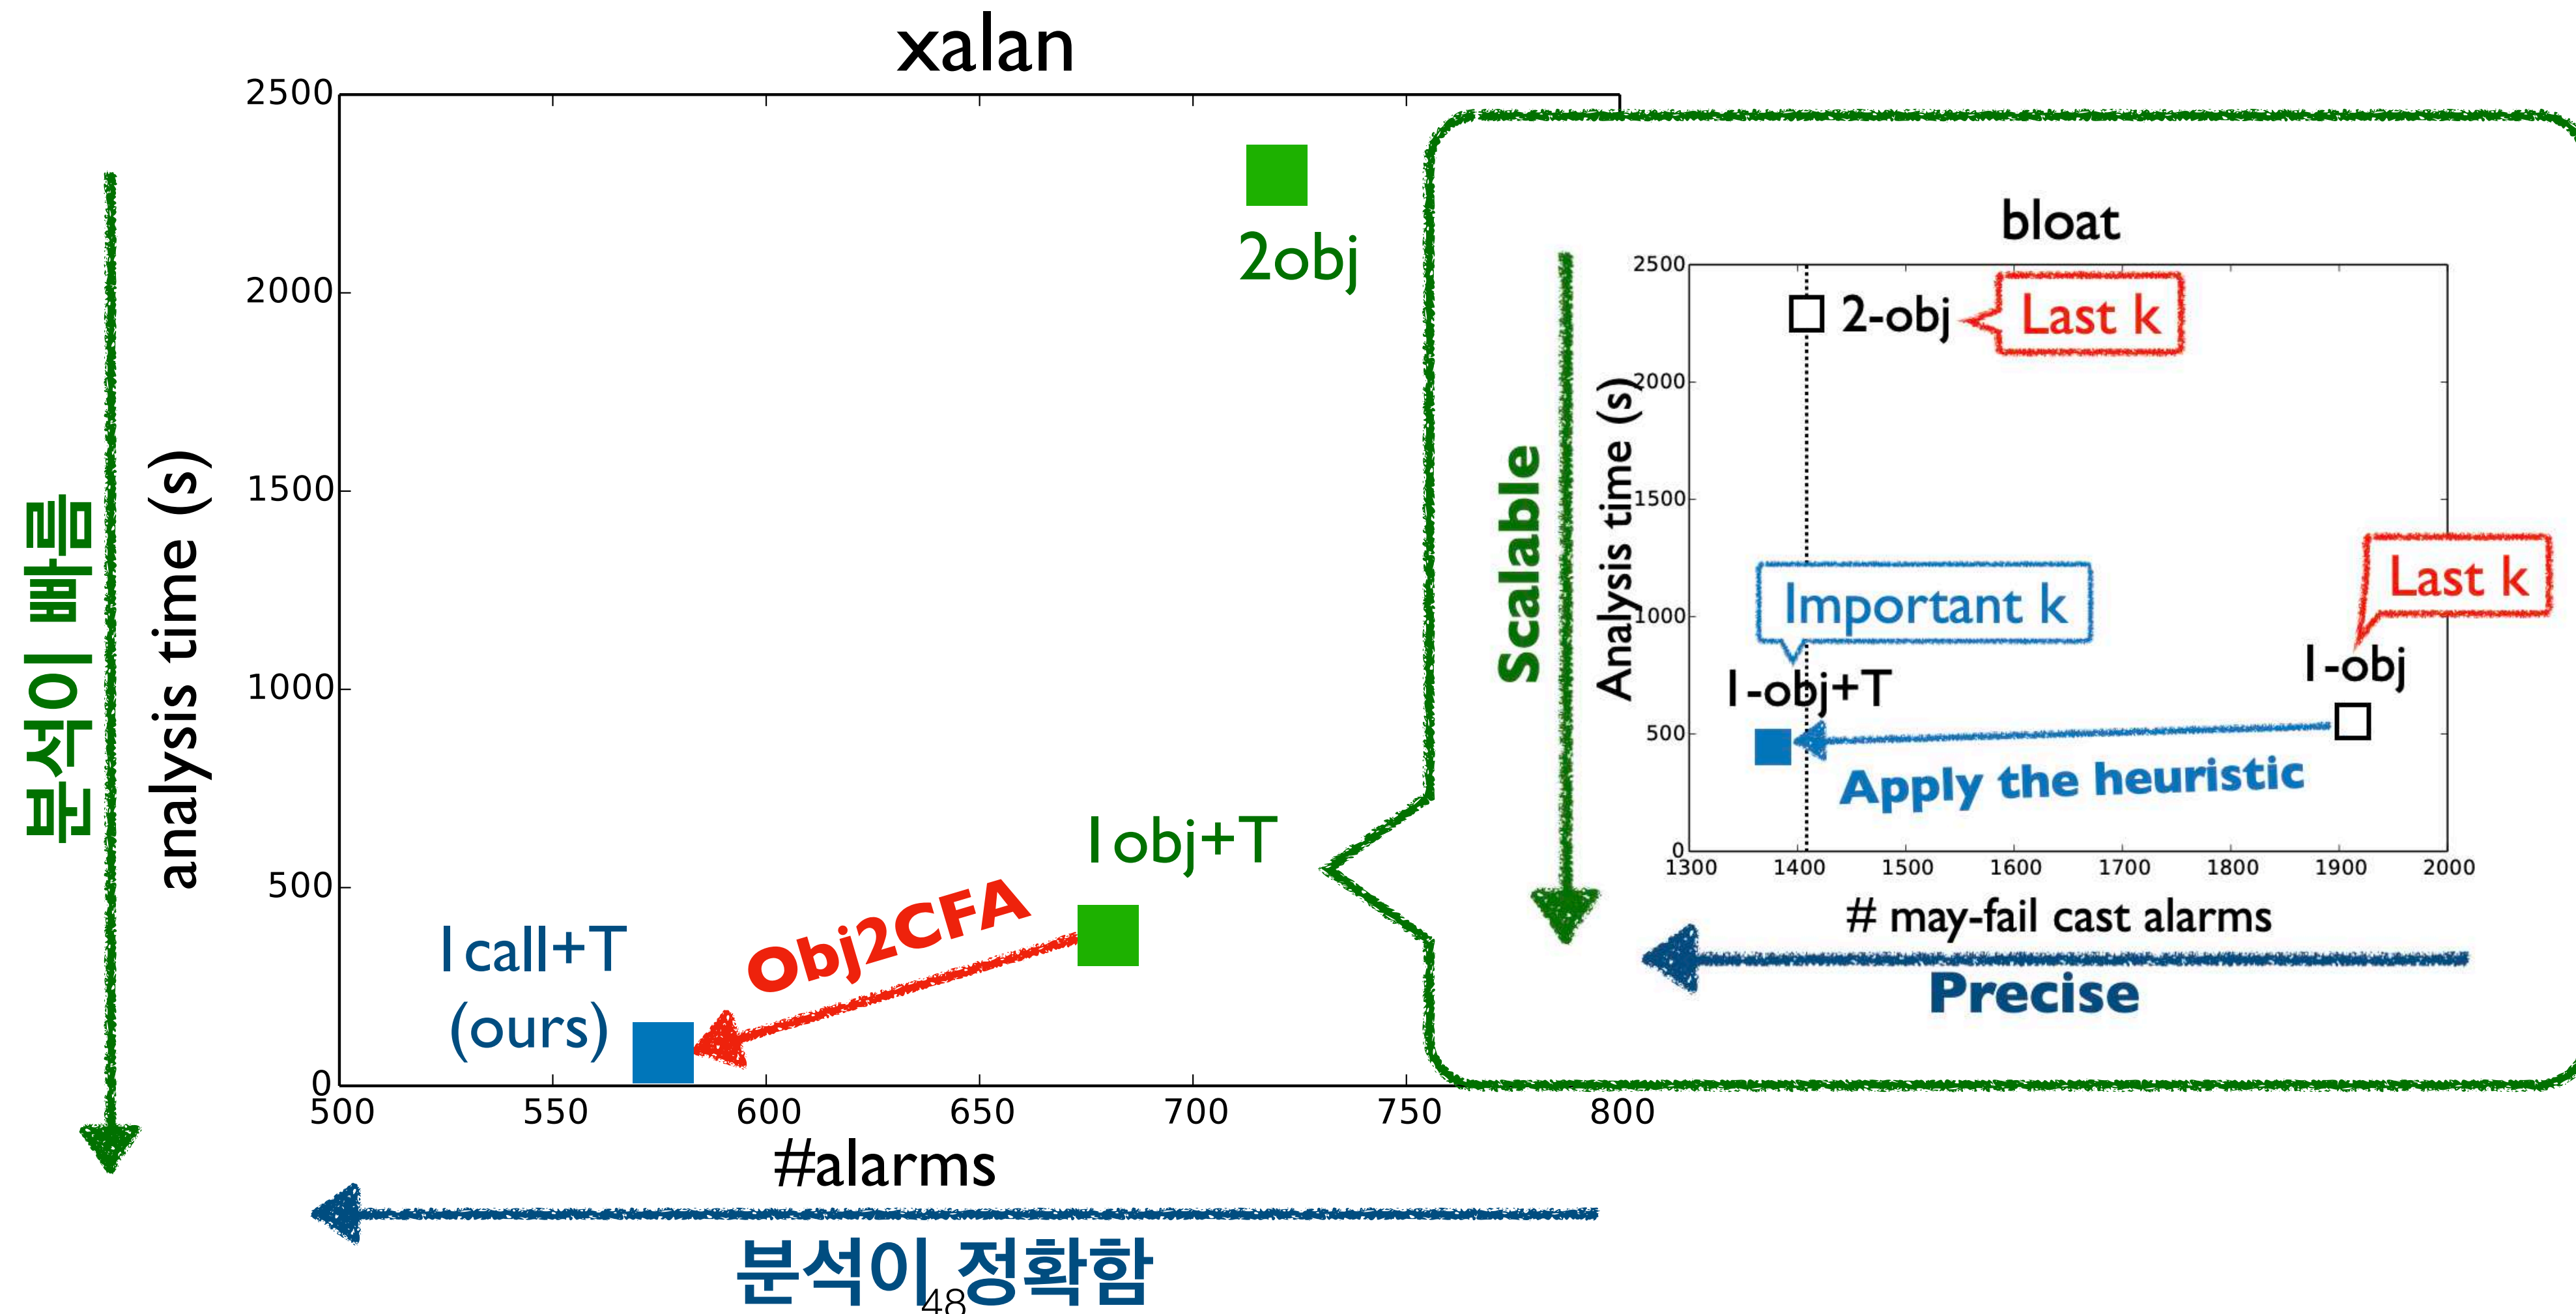 xalan
2500
2000
1500
1000
500
0
500
550
600
650
700
750
800
분석이 빠름
analysis time (s)
2obj
1obj+T
Obj2CFA
1call+T
(ours)
#alarms
분석이 정확함
48
bloat
2500
2000
1500
1000
500
0
1300
1400
1500
1600
1700
1800
1900
2000
Scalable
Analysis time (s)
2-obj
Last k
Important k
1-obj+T
Last k
1-obj
Apply the heuristic
# may-fail cast alarms
Precise